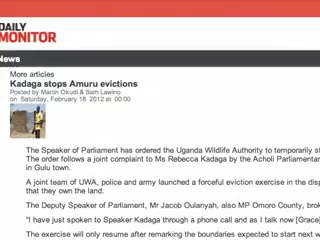 DAILY
MONITOR
News
More articles
Kadaga stops Amuru evictions
Posted by Martin Okudi & Sam Lawino
on Saturday, February 18 2012 at 00:00
The Speaker of Parliament has ordered the Uganda Wildlife Authority to temporarily s
The order follows a joint complaint to Ms Rebecca Kadaga by the Acholi Parliamentar
in Gulu town.
A joint team of UWA, police and army launched a forceful eviction exercise in the disp
that they own the land.
The Deputy Speaker of Parliament, Mr Jacob Oulanyah, also MP Omoro County, brok
"I have just spoken to Speaker Kadaga through a phone call and as I talk now [Grace]
The exercise will only resume after remarking the boundaries expected to start next w